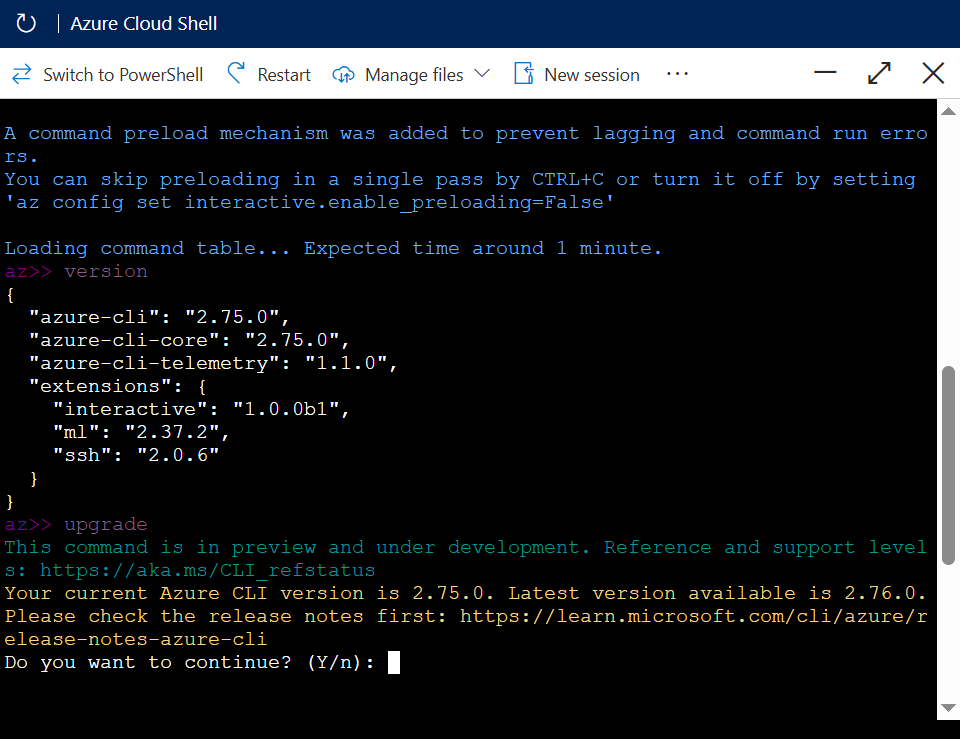 Azure Cloud Shell
Switch to PowerShell Restart Manage files New session ...
A command preload mechanism was added to prevent lagging and command run erro
rs.
You can skip preloading in a single pass by CTRL+C or turn it off by setting
'az config set interactive.enable_preloading=False'
Loading command table... Expected time around 1 minute.
az>> version
{
  "azure-cli": "2.75.0",
  "azure-cli-core": "2.75.0",
  "azure-cli-telemetry": "1.1.0",
  "extensions": {
    "interactive": "1.0.0b1",
    "ml": "2.37.2",
    "ssh": "2.0.6"
  }
}
az>> upgrade
This command is in preview and under development. Reference and support level
s: https://aka.ms/CLI_refstatus
Your current Azure CLI version is 2.75.0. Latest version available is 2.76.0.
Please check the release notes first: https://learn.microsoft.com/cli/azure/r
elease-notes-azure-cli
Do you want to continue? (Y/n):